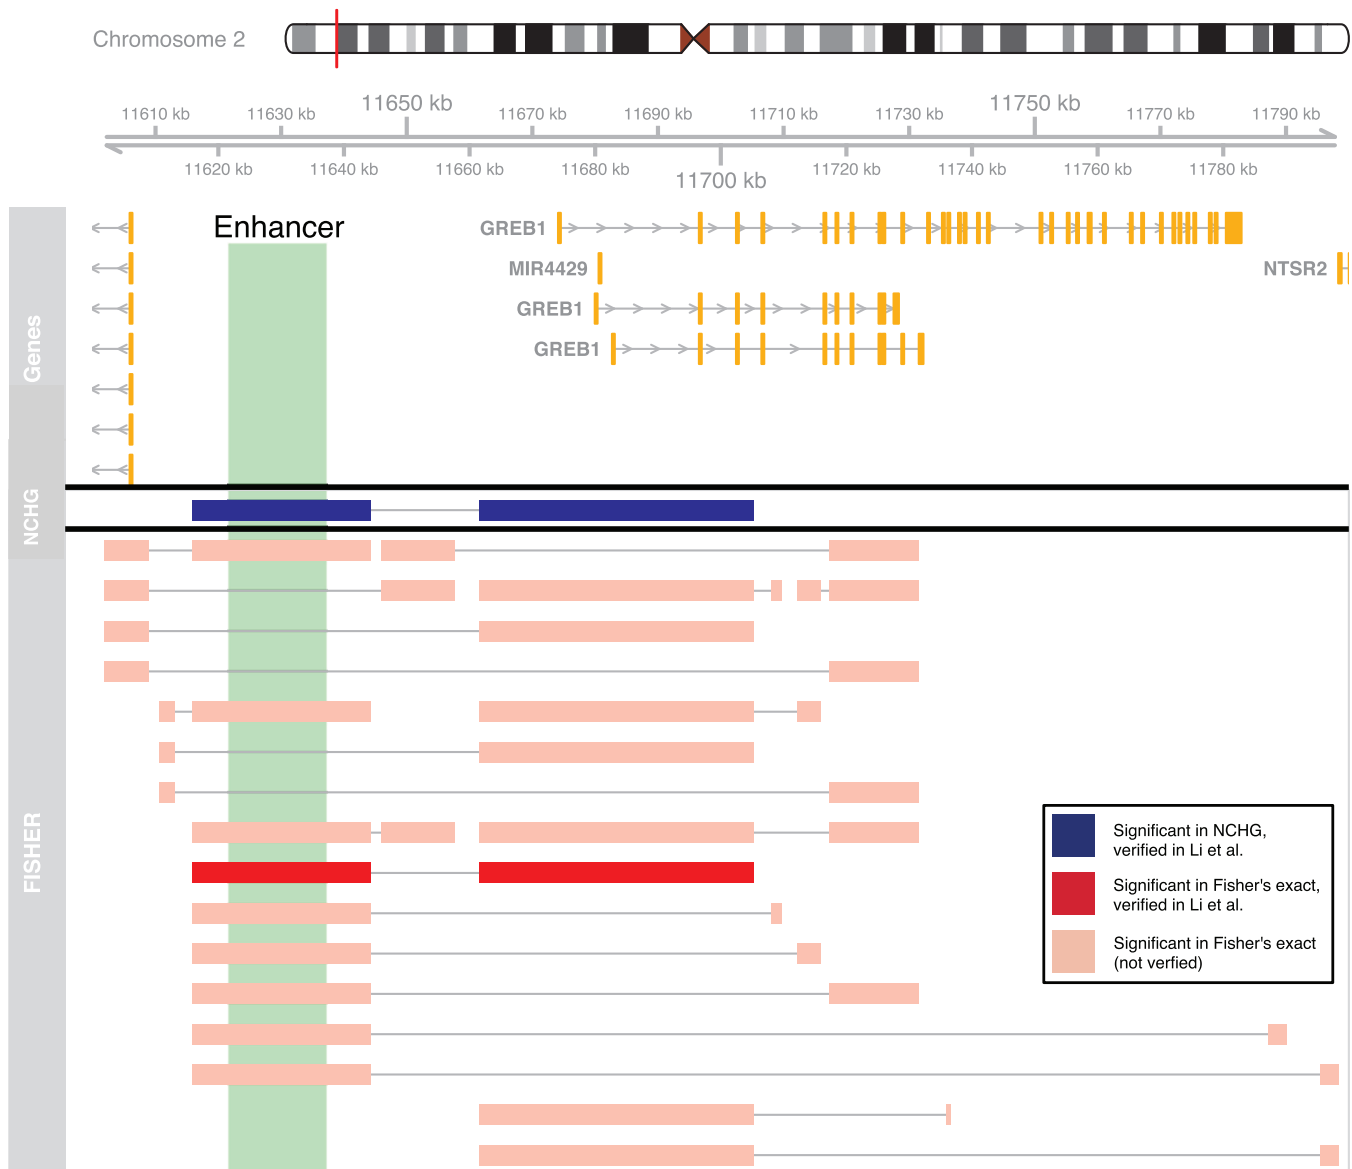 Chromosome 2
11650 kb
11750 kb
11610 kb
11630 kb
11670 kb
11690 kb
11710 kb
11730 kb
11770 kb
11790 kb
11620 kb
11640 kb
11660 kb
11680 kb
11700 kb
11720 kb
11740 kb
11760 kb
11780 kb
Genes
NCHG
FISHER
Enhancer
GREB1
MIR4429
NTSR2
GREB1
GREB1
Significant in NCHG,
verified in Li et al.
Significant in Fisher's exact,
verified in Li et al.
Significant in Fisher's exact
(not verfied)